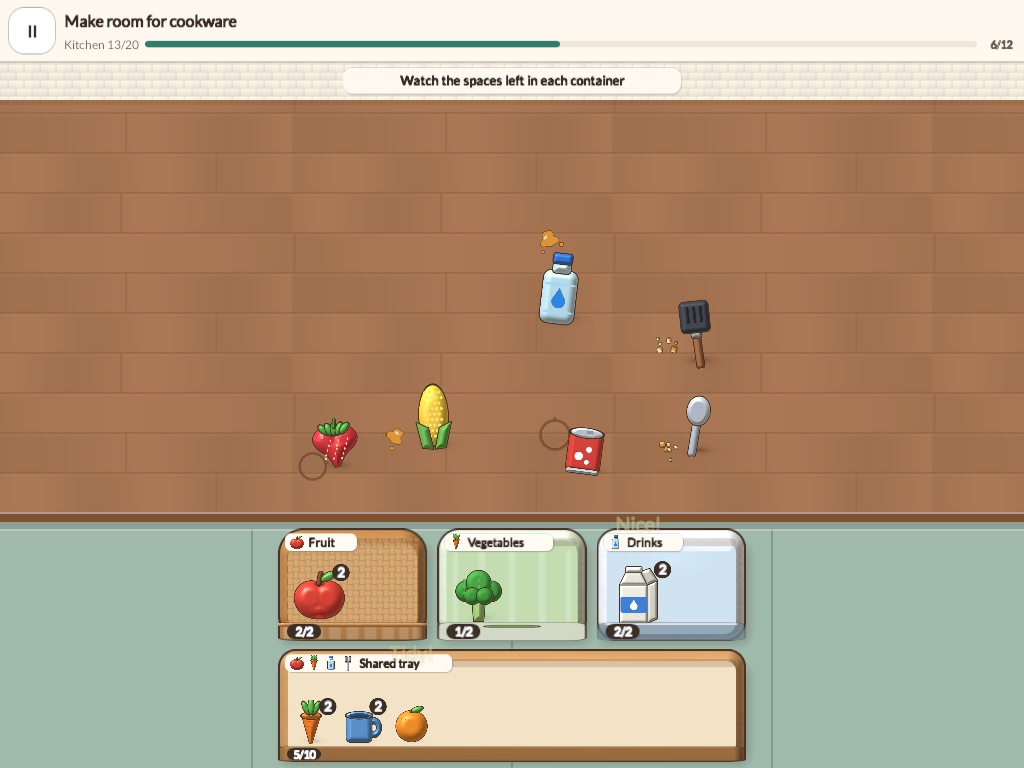 Make room for cookware
Kitchen 13/20
6/12
Watch the spaces left in each container
Nice!
Fruit
Vegetables
Drinks
2
2
2/2
1/2
2/2
Tidy!
Shared tray
2
2
5/10